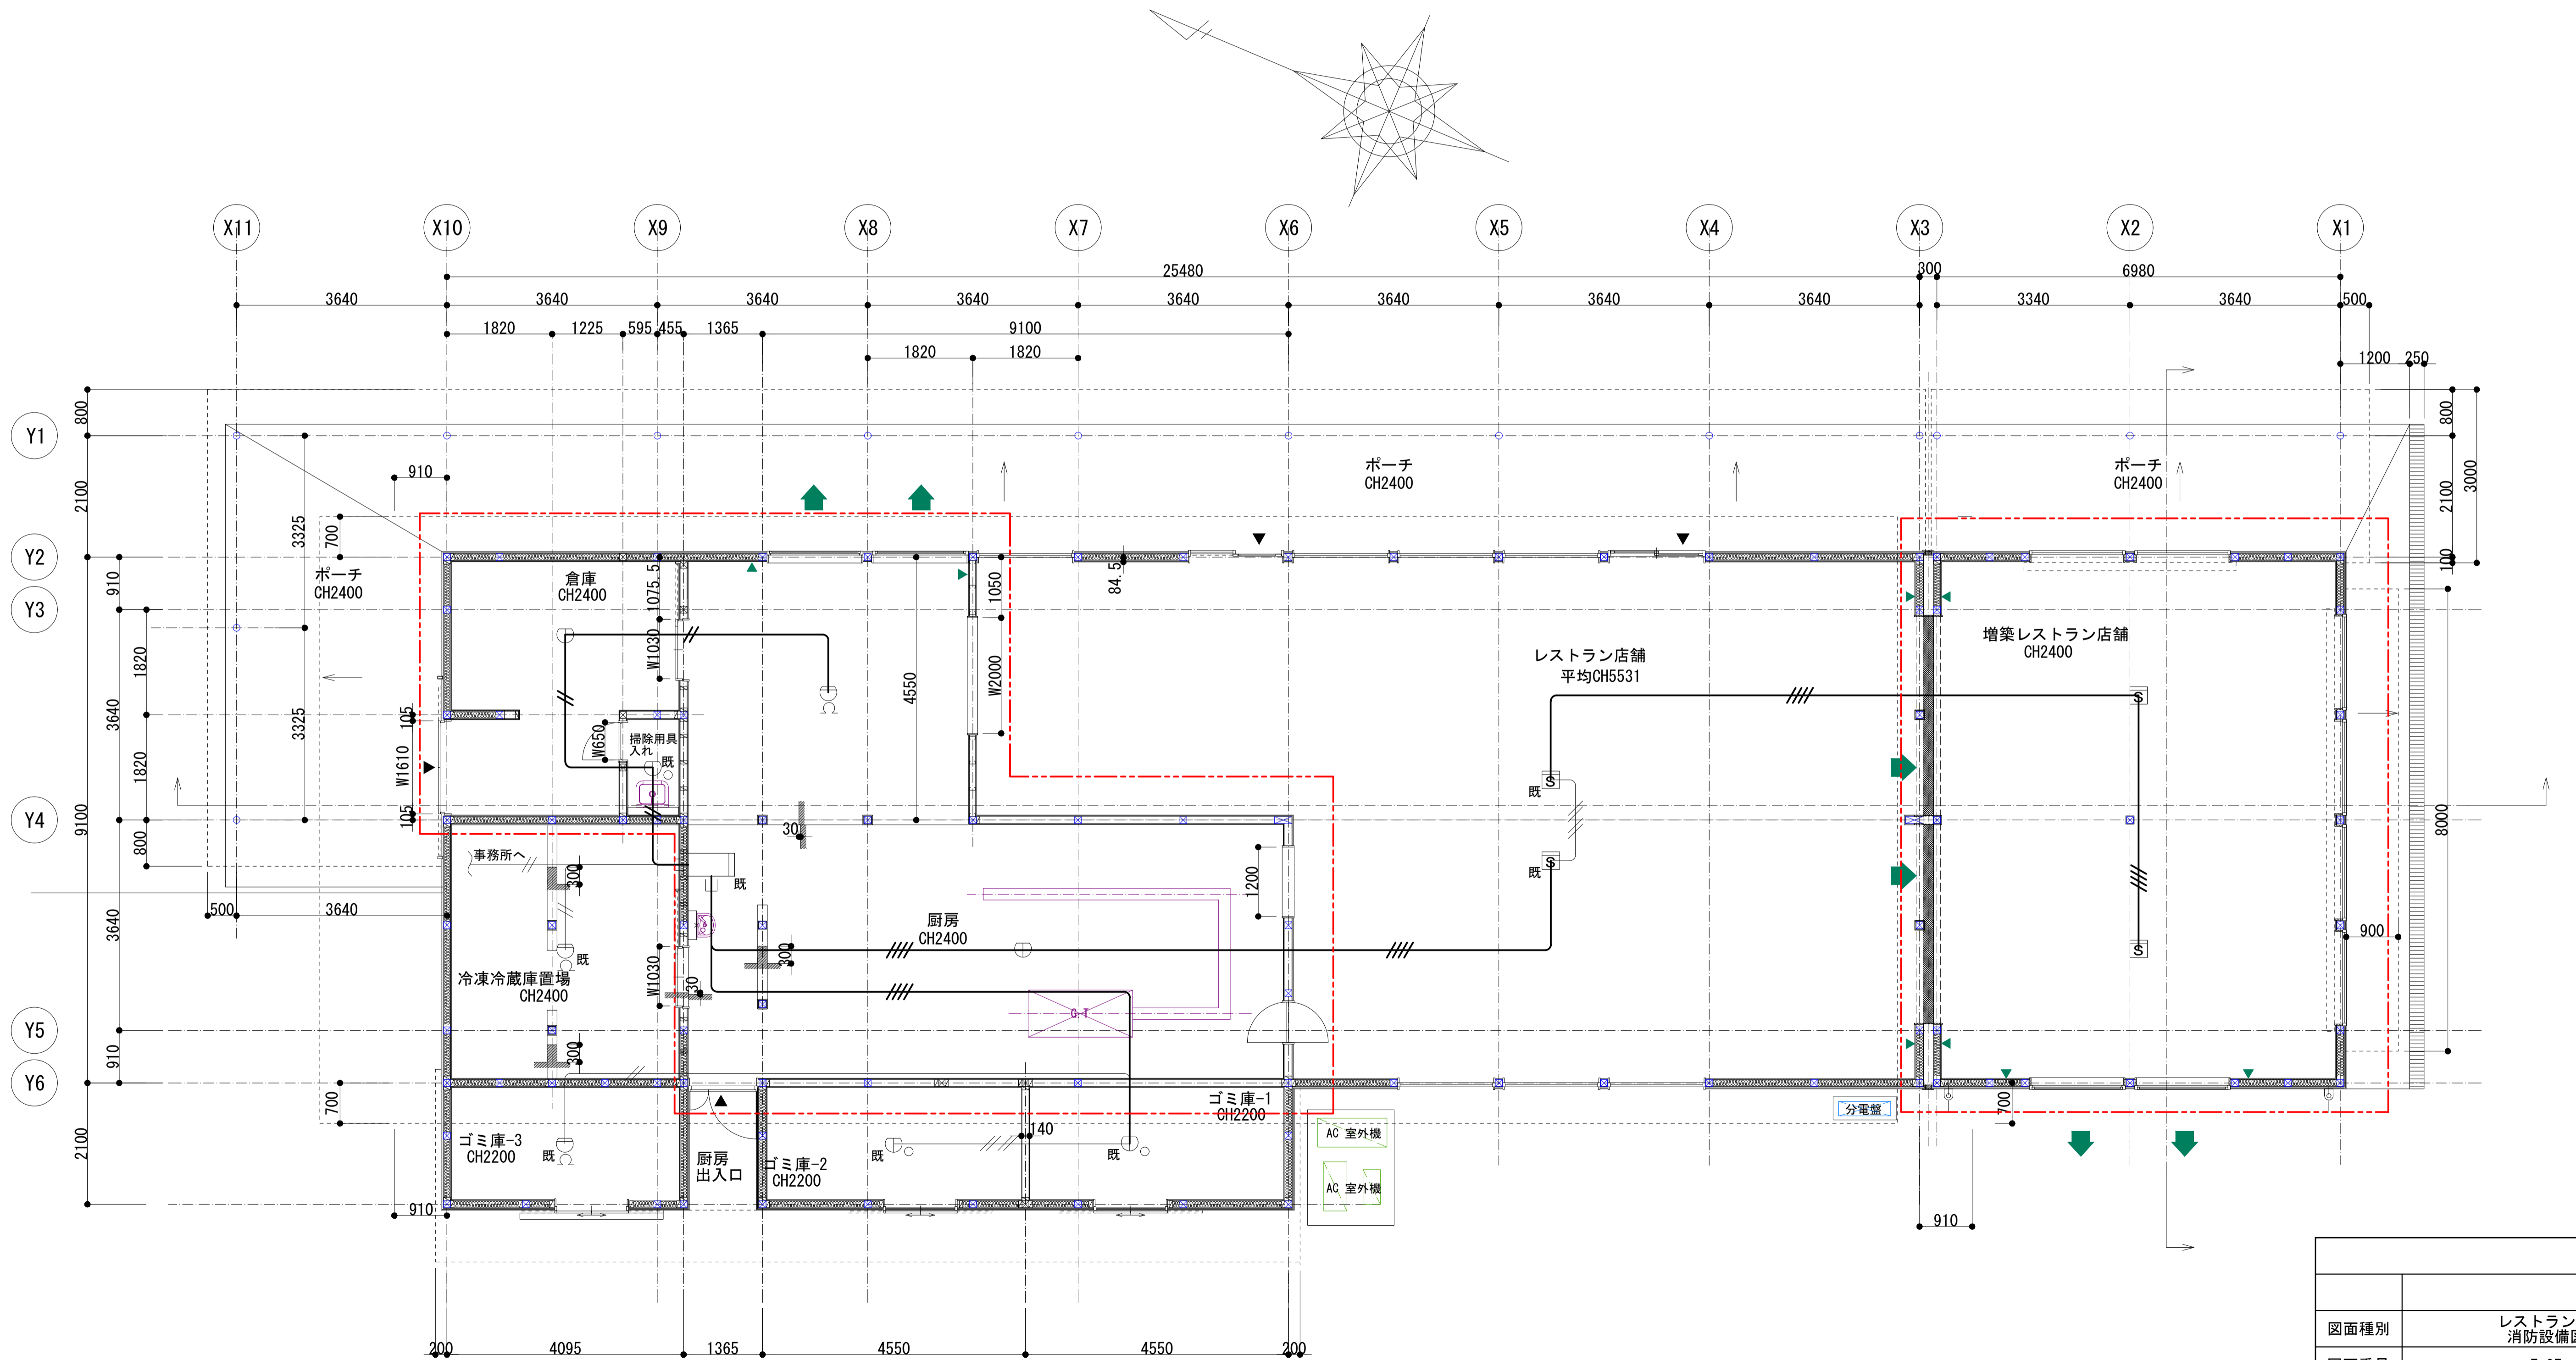 X11
X10
X9
X8
X7
X6
X5
X4
X3
X2
X1
25480
300
6980
3640
3640
3640
3640
3640
3640
3640
3640
3340
3640
500
1820
1225
595
455
1365
9100
1820
1820
1200
250
Y1
Y2
Y3
Y4
Y5
Y6
800
2100
9100
2100
910
3640
3640
910
1820
1820
800
910
3325
3325
700
105
W1610
105
500
3640
700
910
ポーチ
CH2400
ポーチ
CH2400
ポーチ
CH2400
800
2100
100
3000
8000
900
倉庫
CH2400
1075.5
W1030
4550
1050
W2000
84.5
W650
掃除用具
入れ
既
レストラン店舗
平均CH5531
増築レストラン店舗
CH2400
S
S
既
S
既
S
事務所へ
300
既
30
既
厨房
CH2400
1200
冷凍冷蔵庫置場
CH2400
W1030
30
300
300
G-T
ゴミ庫-1
CH2200
ゴミ庫-2
CH2200
ゴミ庫-3
CH2200
既
既
既
140
厨房
出入口
分電盤
AC 室外機
AC 室外機
700
910
200
4095
1365
4550
4550
200
図面種別
レストラン
消防設備